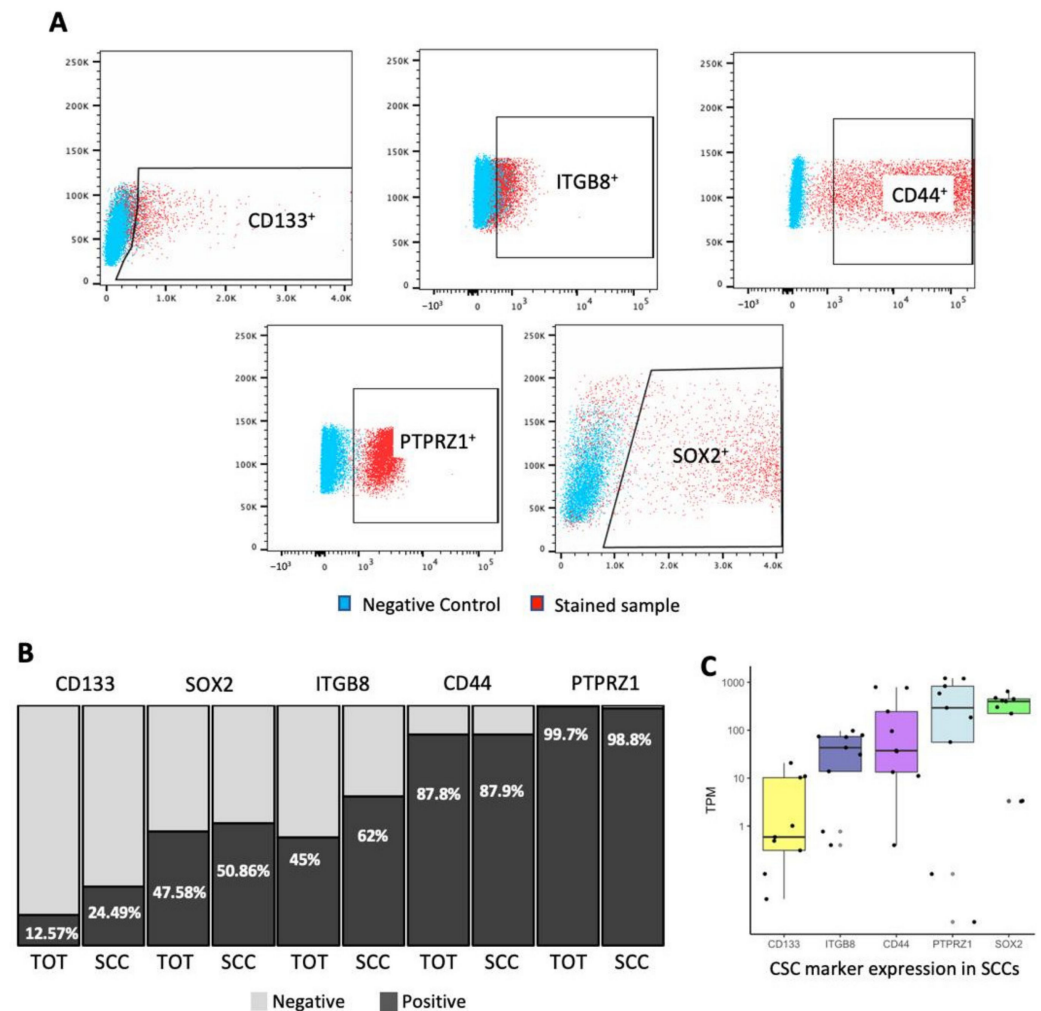 A
250K
200K
150K
100K
50K
0
CD133⁺
0 1.0K 2.0K 3.0K 4.0K
250K
200K
150K
100K
50K
0
ITGB8⁺
-10³ 0 10³ 10⁴ 10⁵
250K
200K
150K
100K
50K
0
CD44⁺
-10³ 0 10³ 10⁴ 10⁵
250K
200K
150K
100K
50K
0
PTPRZ1⁺
-10³ 0 10³ 10⁴ 10⁵
250K
200K
150K
100K
50K
0
SOX2⁺
0 1.0K 2.0K 3.0K 4.0K
Negative Control Stained sample
B
CD133 SOX2 ITGB8 CD44 PTPRZ1
12.57% 24.49% 47.58% 50.86% 45% 62% 87.8% 87.9% 99.7% 98.8%
TOT SCC TOT SCC TOT SCC TOT SCC TOT SCC
Negative Positive
C
1000
100
10
1
TPM
CD133 ITGB8 CD44 PTPRZ1 SOX2
CSC marker expression in SCCs